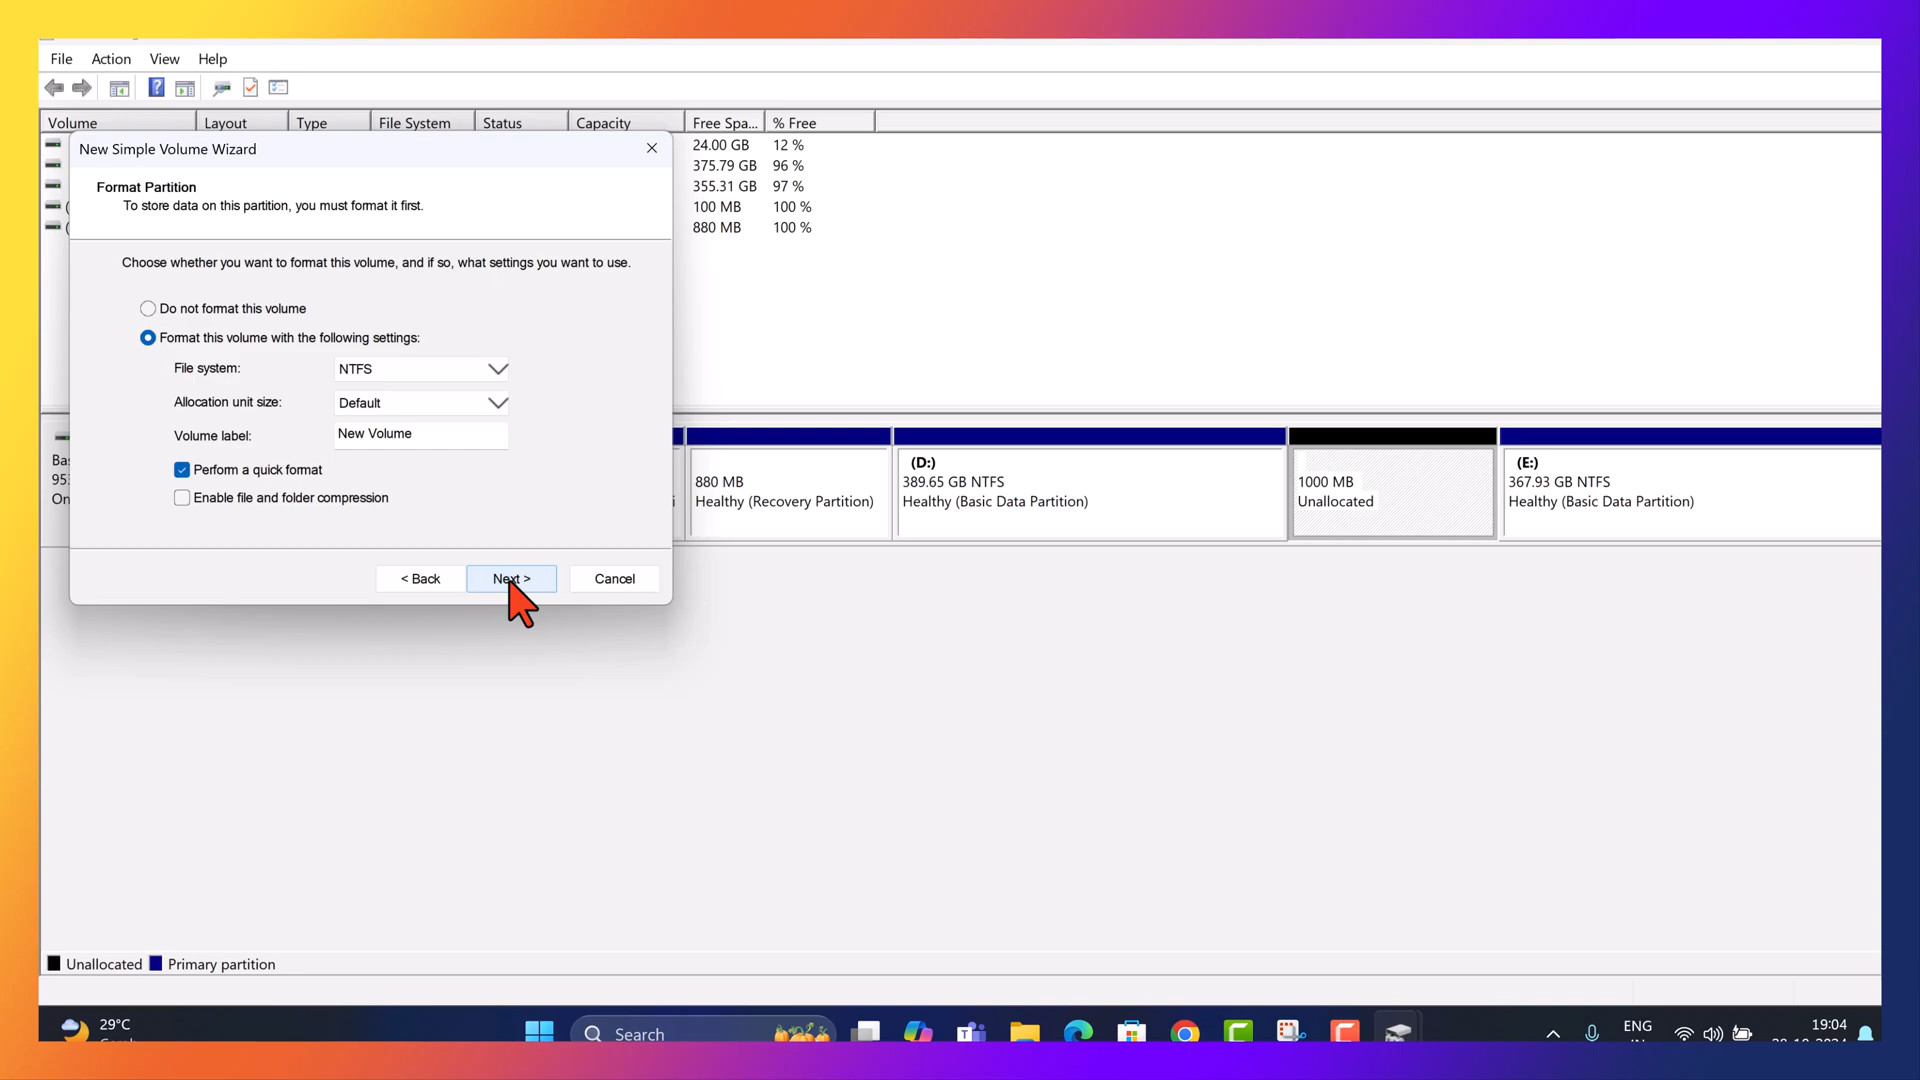 File Action View Help
Volume Layout Type File System Status Capacity Free Spa... % Free
24.00 GB 12 %
375.79 GB 96 %
355.31 GB 97 %
100 MB 100 %
880 MB 100 %
New Simple Volume Wizard
Format Partition
To store data on this partition, you must format it first.
Choose whether you want to format this volume, and if so, what settings you want to use.
Do not format this volume
Format this volume with the following settings:
File system: NTFS
Allocation unit size: Default
Volume label: New Volume
Perform a quick format
Enable file and folder compression
< Back Next > Cancel
Bas
953
On
880 MB
Healthy (Recovery Partition)
(D:)
389.65 GB NTFS
Healthy (Basic Data Partition)
1000 MB
Unallocated
(E:)
367.93 GB NTFS
Healthy (Basic Data Partition)
Unallocated Primary partition
29°C
Search
ENG
19:04